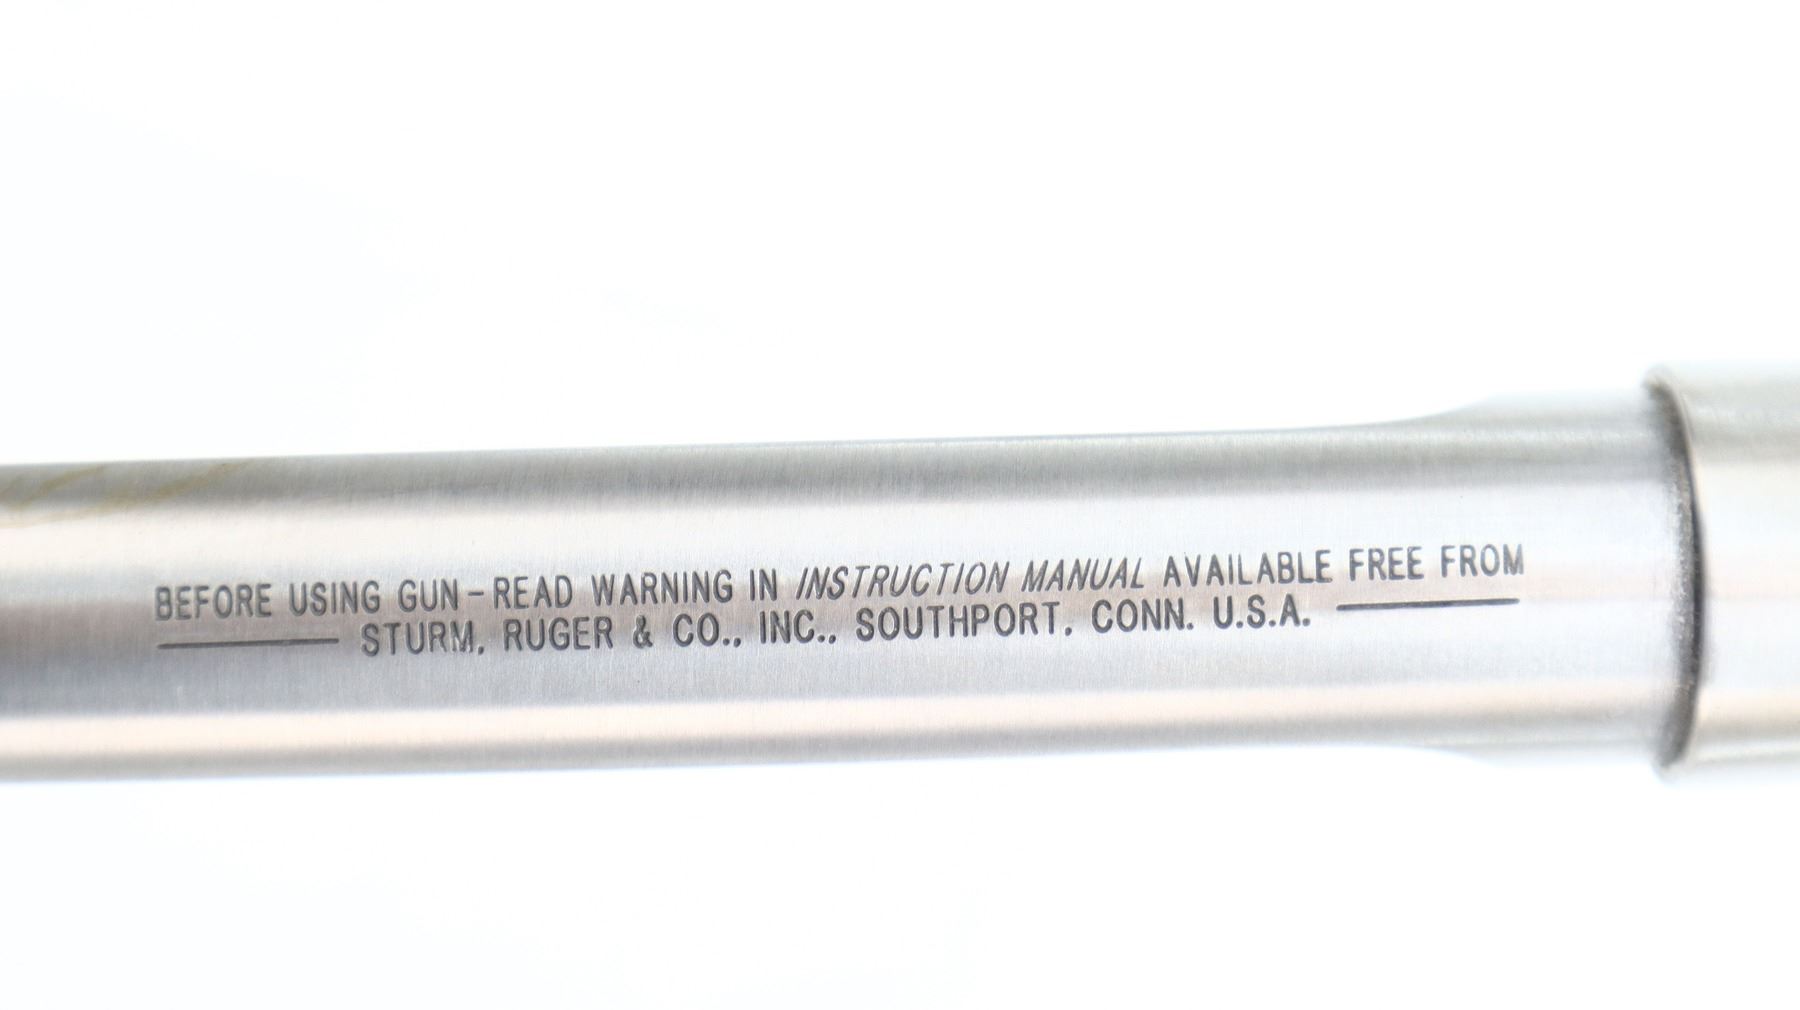 BEFORE USING GUN-READ WARNING IN INSTRUCTION MANUAL AVAILABLE FREE FROM
STURM, RUGER & CO., INC., SOUTHPORT, CONN. U.S.A.